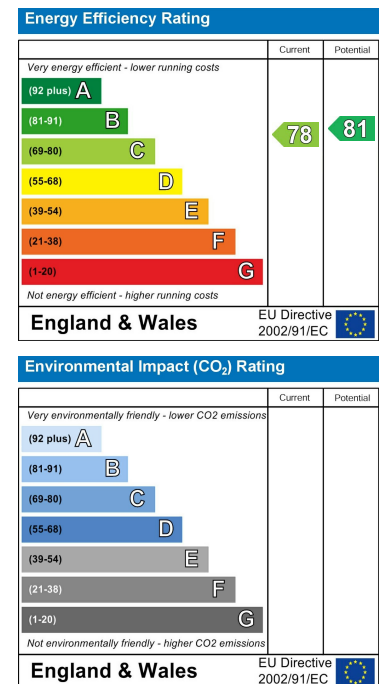 Energy Efficiency Rating
Current Potential
Very energy efficient - lower running costs
(92 plus) A
(81-91) B
(69-80) C
(55-68) D
(39-54) E
(21-38) F
(1-20) G
78 81
Not energy efficient - higher running costs
England & Wales
EU Directive
2002/91/EC
Environmental Impact (CO₂) Rating
Current Potential
Very environmentally friendly - lower CO2 emissions
(92 plus) A
(81-91) B
(69-80) C
(55-68) D
(39-54) E
(21-38) F
(1-20) G
Not environmentally friendly - higher CO2 emissions
England & Wales
EU Directive
2002/91/EC